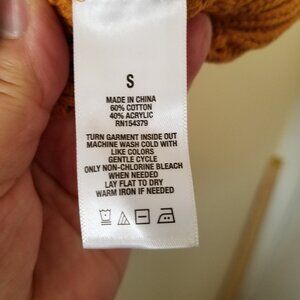 S
MADE IN CHINA
60% COTTON
40% ACRYLIC
RN154379
TURN GARMENT INSIDE OUT
MACHINE WASH COLD WITH
LIKE COLORS
GENTLE CYCLE
ONLY NON-CHLORINE BLEACH
WHEN NEEDED
LAY FLAT TO DRY
WARM IRON IF NEEDED